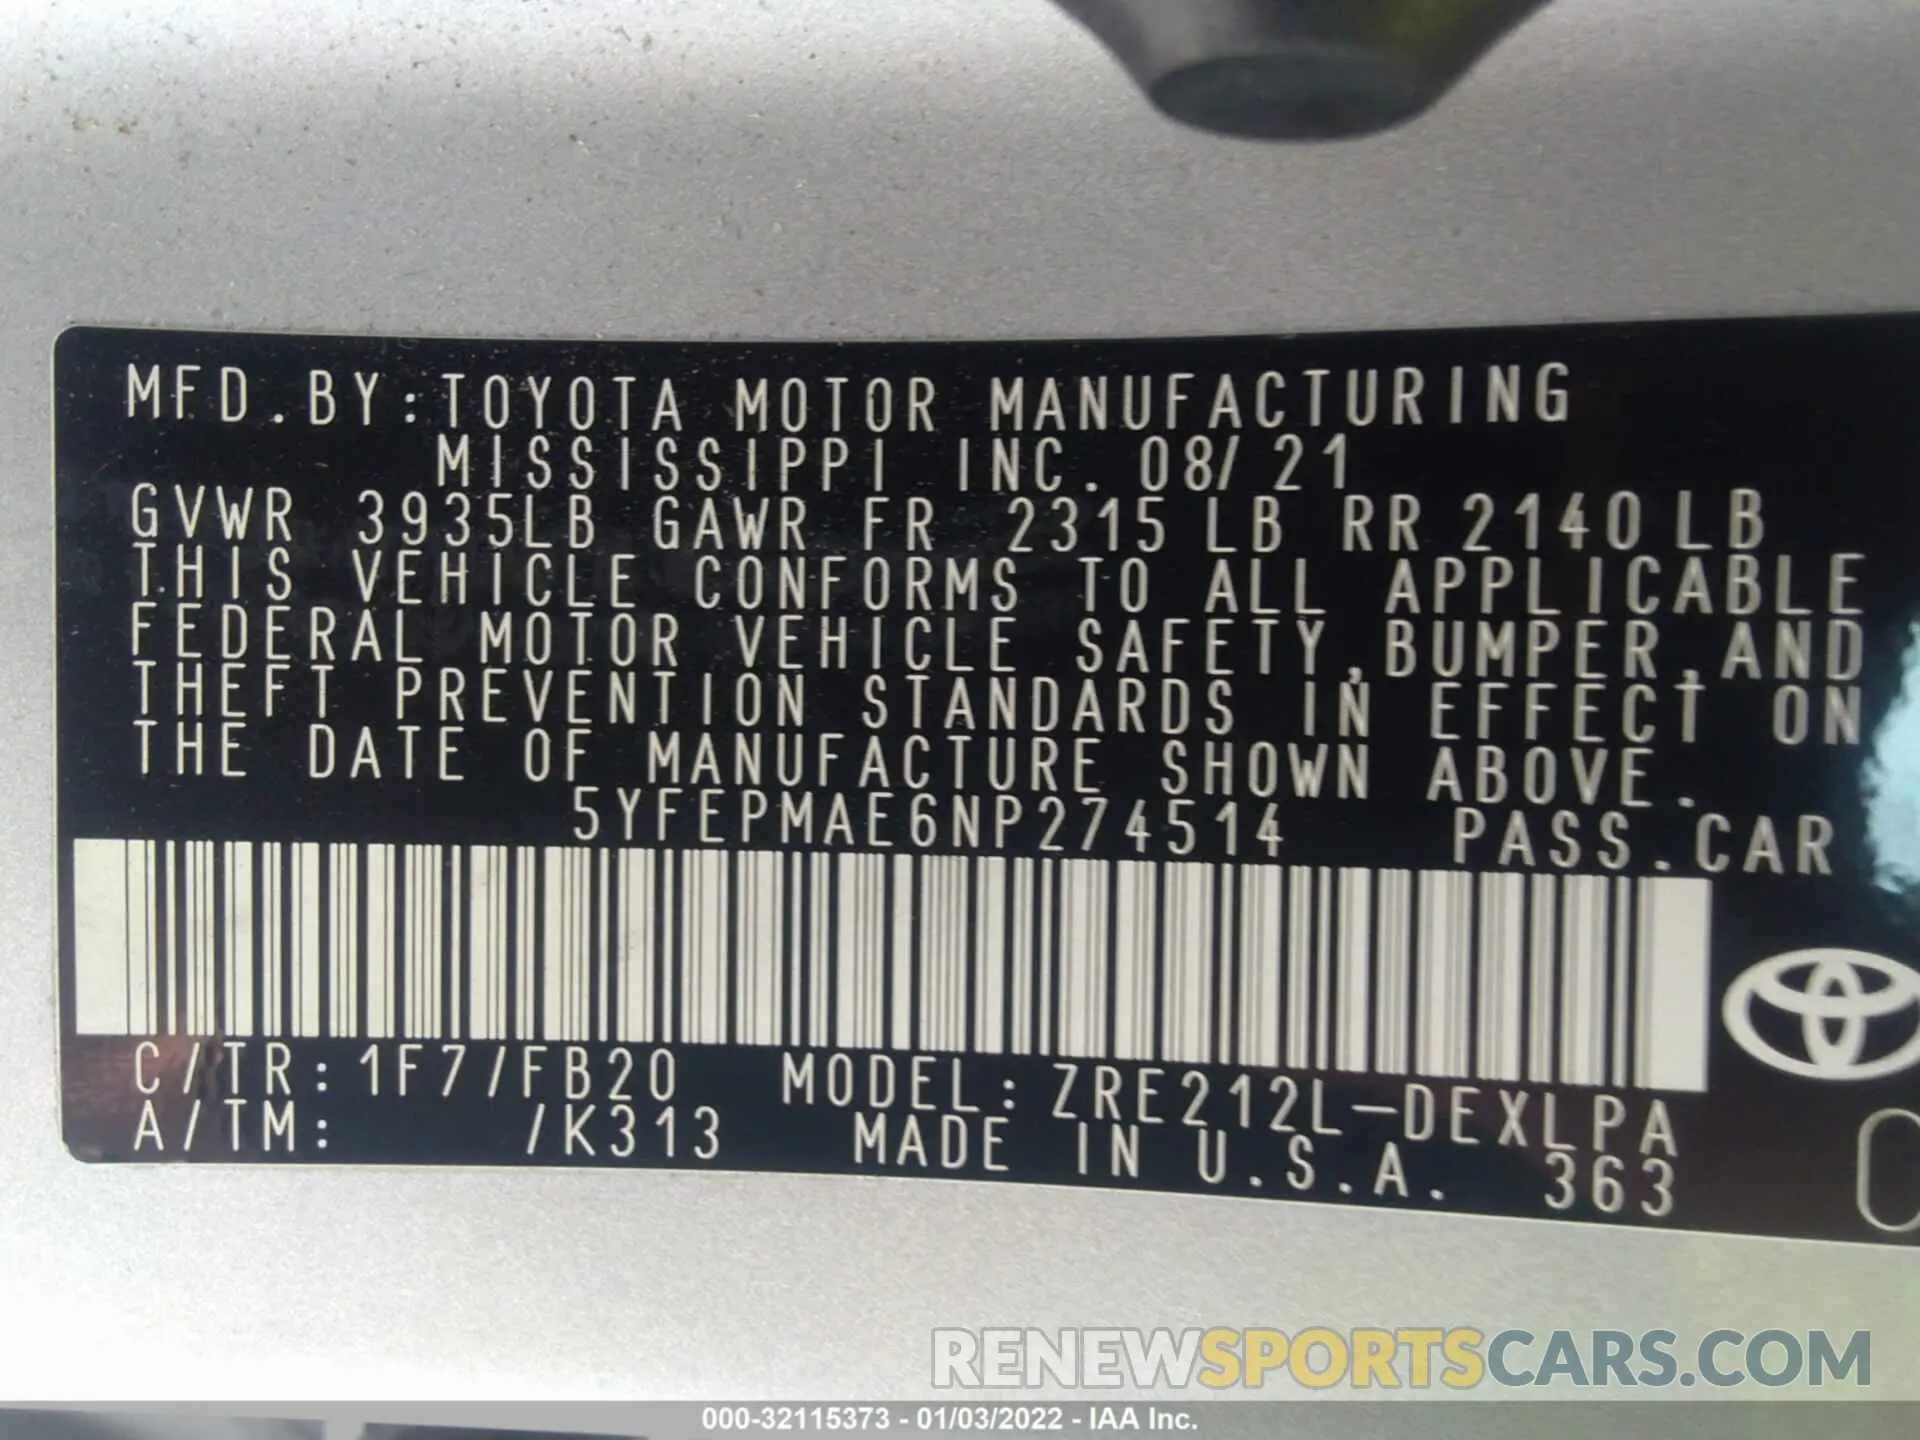 MFD.BY:TOYOTA MOTOR MANUFACTURING
MISSISSIPPI INC. 08/21
GVWR 3935LB GAWR FR 2315LB RR 2140LB
THIS VEHICLE CONFORMS TO ALL APPLICABLE
FEDERAL MOTOR VEHICLE SAFETY,BUMPER,AND
THEFT PREVENTION STANDARDS IN EFFECT ON
THE DATE OF MANUFACTURE SHOWN ABOVE.
5YFEPMAE6NP274514 PASS.CAR
C/TR:1F7/FB20 MODEL:ZRE212L-DEXLPA
A/TM: /K313 MADE IN U.S.A. 363
RENEWSPORTSCARS.COM
000-32115373 - 01/03/2022 - IAA Inc.